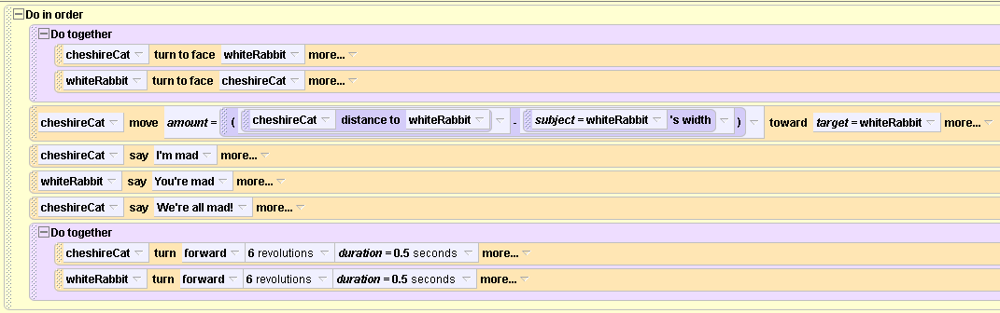 Do in order
Do together
cheshireCat turn to face whiteRabbit more...
whiteRabbit turn to face cheshireCat more...
cheshireCat move amount = ( cheshireCat distance to whiteRabbit - subject = whiteRabbit 's width ) toward target = whiteRabbit more...
cheshireCat say I'm mad more...
whiteRabbit say You're mad more...
cheshireCat say We're all mad! more...
Do together
cheshireCat turn forward 6 revolutions duration = 0.5 seconds more...
whiteRabbit turn forward 6 revolutions duration = 0.5 seconds more...